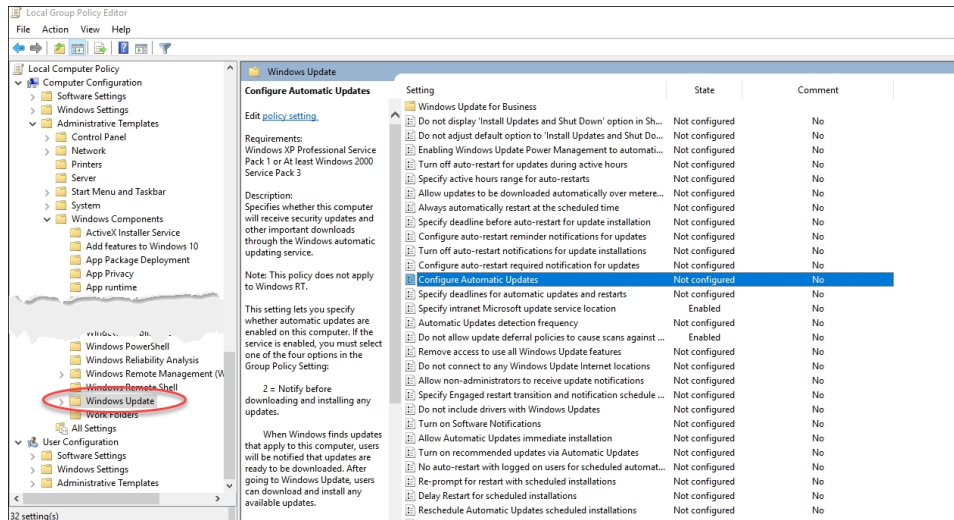 Local Group Policy Editor
File Action View Help
Local Computer Policy
Computer Configuration
Software Settings
Windows Settings
Administrative Templates
Control Panel
Network
Printers
Server
Start Menu and Taskbar
System
Windows Components
ActiveX Installer Service
Add features to Windows 10
App Package Deployment
App Privacy
App runtime
Windows PowerShell
Windows Reliability Analysis
Windows Remote Management (W
Windows Remote Shell
Windows Update
Work Folders
All Settings
User Configuration
Software Settings
Windows Settings
Administrative Templates
32 setting(s)
Windows Update
Configure Automatic Updates
Edit policy setting
Requirements:
Windows XP Professional Service
Pack 1 or At least Windows 2000
Service Pack 3
Description:
Specifies whether this computer
will receive security updates and
other important downloads
through the Windows automatic
updating service.
Note: This policy does not apply
to Windows RT.
This setting lets you specify
whether automatic updates are
enabled on this computer. If the
service is enabled, you must select
one of the four options in the
Group Policy Setting:
2 = Notify before
downloading and installing any
updates.
When Windows finds updates
that apply to this computer, users
will be notified that updates are
ready to be downloaded. After
going to Windows Update, users
can download and install any
available updates.
Setting State Comment
Windows Update for Business
Do not display 'Install Updates and Shut Down' option in Sh... Not configured No
Do not adjust default option to 'Install Updates and Shut Do... Not configured No
Enabling Windows Update Power Management to automati... Not configured No
Turn off auto-restart for updates during active hours Not configured No
Specify active hours range for auto-restarts Not configured No
Allow updates to be downloaded automatically over metere... Not configured No
Always automatically restart at the scheduled time Not configured No
Specify deadline before auto-restart for update installation Not configured No
Configure auto-restart reminder notifications for updates Not configured No
Turn off auto-restart notifications for update installations Not configured No
Configure auto-restart required notification for updates Not configured No
Configure Automatic Updates Not configured No
Specify deadlines for automatic updates and restarts Not configured No
Specify intranet Microsoft update service location Enabled No
Automatic Updates detection frequency Not configured No
Do not allow update deferral policies to cause scans against ... Enabled No
Remove access to use all Windows Update features Not configured No
Do not connect to any Windows Update Internet locations Not configured No
Allow non-administrators to receive update notifications Not configured No
Specify Engaged restart transition and notification schedule ... Not configured No
Do not include drivers with Windows Updates Not configured No
Turn on Software Notifications Not configured No
Allow Automatic Updates immediate installation Not configured No
Turn on recommended updates via Automatic Updates Not configured No
No auto-restart with logged on users for scheduled automat... Not configured No
Re-prompt for restart with scheduled installations Not configured No
Delay Restart for scheduled installations Not configured No
Reschedule Automatic Updates scheduled installations Not configured No